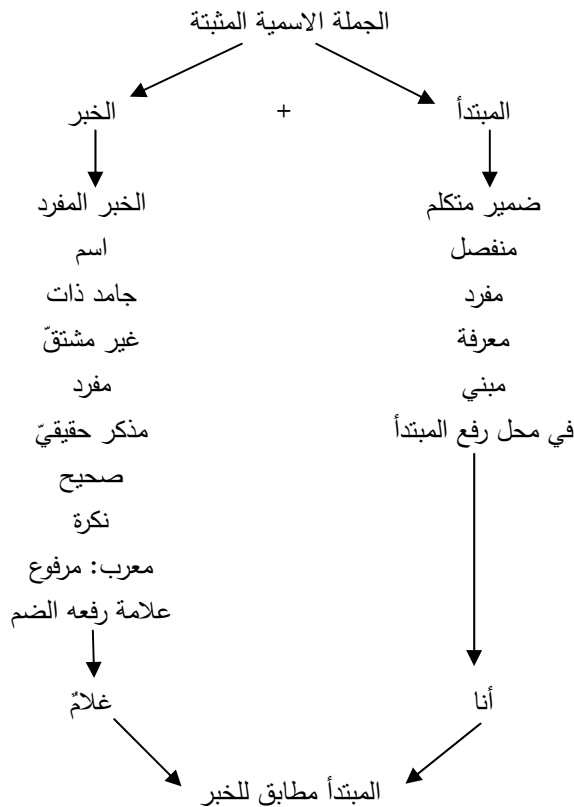 الجملة الاسمية المثبتة
المبتدأ + الخبر
ضمير متكلم
منفصل
مفرد
معرفة
مبني
في محل رفع المبتدأ
أنا
الخبر المفرد
اسم
جامد ذات
غير مشتقّ
مفرد
مذكر حقيقيّ
صحيح
نكرة
معرب: مرفوع
علامة رفعه الضم
غلامٌ
المبتدأ مطابق للخبر